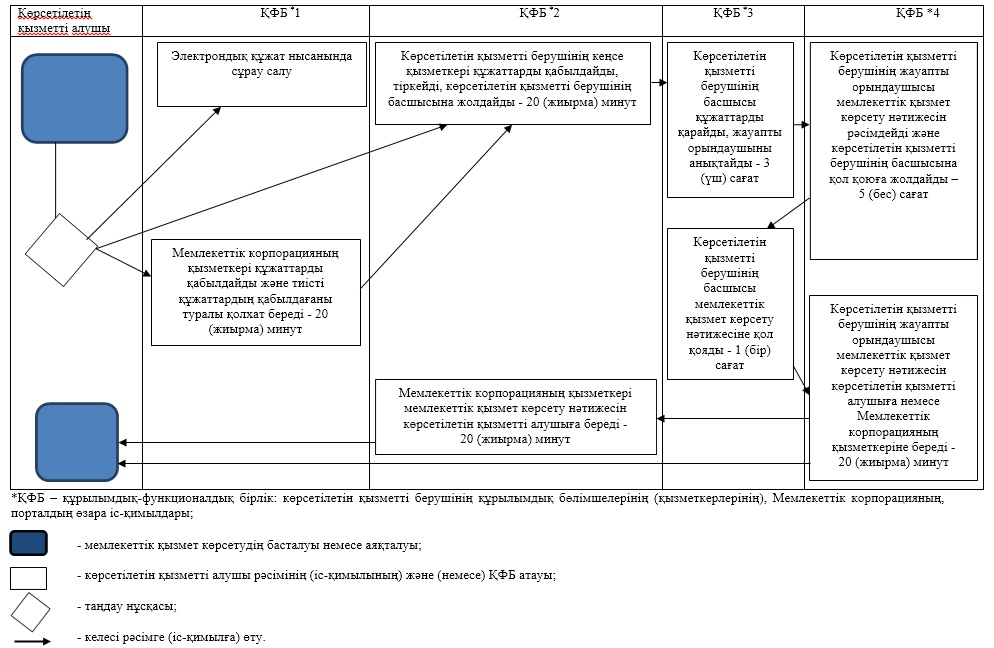 Көрсетілетін
қызметті алушы
ҚФБ *1
ҚФБ *2
ҚФБ *3
ҚФБ *4
Электрондық құжат нысанында
сұрау салу
Көрсетілетін қызметті берушінің кеңсе
қызметкері құжаттарды қабылдайды,
тіркейді, көрсетілетін қызметті берушінің
басшысына жолдайды - 20 (жиырма) минут
Көрсетілетін
қызметті
берушінің
басшысы
құжаттарды
қарайды, жауапты
орындаушыны
анықтайды - 3
(үш) сағат
Көрсетілетін қызметті
берушінің жауапты
орындаушысы
мемлекеттік қызмет
көрсету нәтижесін
рәсімдейді және
көрсетілетін қызметті
берушінің басшысына
қол қоюға жолдайды –
5 (бес) сағат
Мемлекеттік корпорацияның
қызметкері құжаттарды
қабылдайды және тиісті
құжаттардың қабылдағаны
туралы қолхат береді - 20
(жиырма) минут
Көрсетілетін
қызметті
берушінің
басшысы
мемлекеттік
қызмет көрсету
нәтижесіне қол
қояды - 1 (бір)
сағат
Көрсетілетін қызметті
берушінің жауапты
орындаушысы
мемлекеттік қызмет
көрсету нәтижесін
көрсетілетін қызметті
алушыға немесе
Мемлекеттік
корпорацияның
қызметкеріне береді -
20 (жиырма) минут
Мемлекеттік корпорацияның қызметкері
мемлекеттік қызмет көрсету нәтижесін
көрсетілетін қызметті алушыға береді -
20 (жиырма) минут
*ҚФБ – құрылымдық-функционалдық бірлік: көрсетілетін қызметті берушінің құрылымдық бөлімшелерінің (қызметкерлерінің), Мемлекеттік корпорацияның,
порталдың өзара іс-қимылдары;
- мемлекеттік қызмет көрсетудің басталуы немесе аяқталуы;
- көрсетілетін қызметті алушы рәсімінің (іс-қимылының) және (немесе) ҚФБ атауы;
- таңдау нұсқасы;
- келесі рәсімге (іс-қимылға) өту.